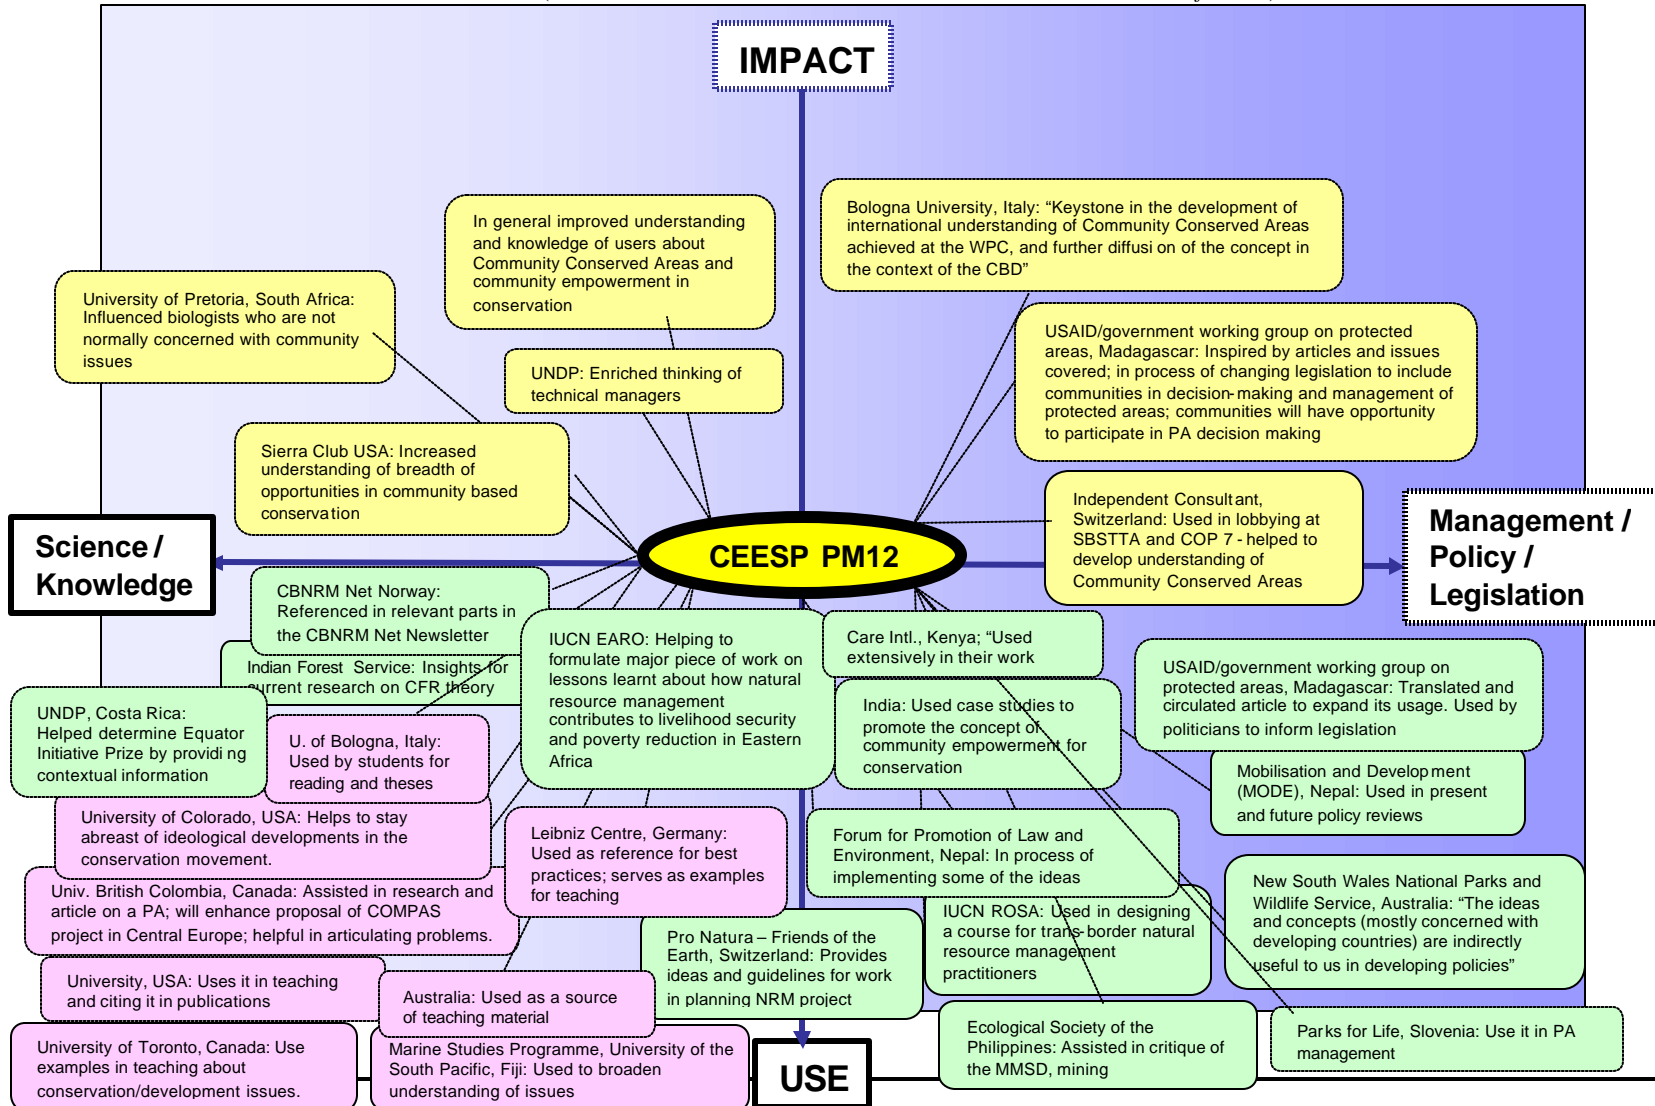 IMPACT
In general improved understanding
and knowledge of users about
Community Conserved Areas and
community empowerment in
conservation
Bologna University, Italy: “Keystone in the development of
international understanding of Community Conserved Areas
achieved at the WPC, and further diffusion of the concept in
the context of the CBD”
University of Pretoria, South Africa:
Influenced biologists who are not
normally concerned with community
issues
UNDP: Enriched thinking of
technical managers
USAID/government working group on protected
areas, Madagascar: Inspired by articles and issues
covered; in process of changing legislation to include
communities in decision-making and management of
protected areas; communities will have opportunity
to participate in PA decision making
Sierra Club USA: Increased
understanding of breadth of
opportunities in community based
conservation
Independent Consultant,
Switzerland: Used in lobbying at
SBSTTA and COP 7 - helped to
develop understanding of
Community Conserved Areas
Science /
Knowledge
CEESP PM12
Management /
Policy /
Legislation
CBNRM Net Norway:
Referenced in relevant parts in
the CBNRM Net Newsletter
Indian Forest Service: Insights for
current research on CFR theory
IUCN EARO: Helping to
formulate major piece of work on
lessons learnt about how natural
resource management
contributes to livelihood security
and poverty reduction in Eastern
Africa
Care Intl., Kenya; “Used
extensively in their work
USAID/government working group on
protected areas, Madagascar: Translated and
circulated article to expand its usage. Used by
politicians to inform legislation
UNDP, Costa Rica:
Helped determine Equator
Initiative Prize by providing
contextual information
U. of Bologna, Italy:
Used by students for
reading and theses
India: Used case studies to
promote the concept of
community empowerment for
conservation
Mobilisation and Development
(MODE), Nepal: Used in present
and future policy reviews
University of Colorado, USA: Helps to stay
abreast of ideological developments in the
conservation movement.
Leibniz Centre, Germany:
Used as reference for best
practices; serves as examples
for teaching
Forum for Promotion of Law and
Environment, Nepal: In process of
implementing some of the ideas
Univ. British Colombia, Canada: Assisted in research and
article on a PA; will enhance proposal of COMPAS
project in Central Europe; helpful in articulating problems.
IUCN ROSA: Used in designing
a course for trans-border natural
resource management
practitioners
New South Wales National Parks and
Wildlife Service, Australia: “The ideas
and concepts (mostly concerned with
developing countries) are indirectly
useful to us in developing policies”
Pro Natura – Friends of the
Earth, Switzerland: Provides
ideas and guidelines for work
in planning NRM project
University, USA: Uses it in teaching
and citing it in publications
Australia: Used as a source
of teaching material
University of Toronto, Canada: Use
examples in teaching about
conservation/development issues.
Marine Studies Programme, University of the
South Pacific, Fiji: Used to broaden
understanding of issues
USE
Ecological Society of the
Philippines: Assisted in critique of
the MMSD, mining
Parks for Life, Slovenia: Use it in PA
management